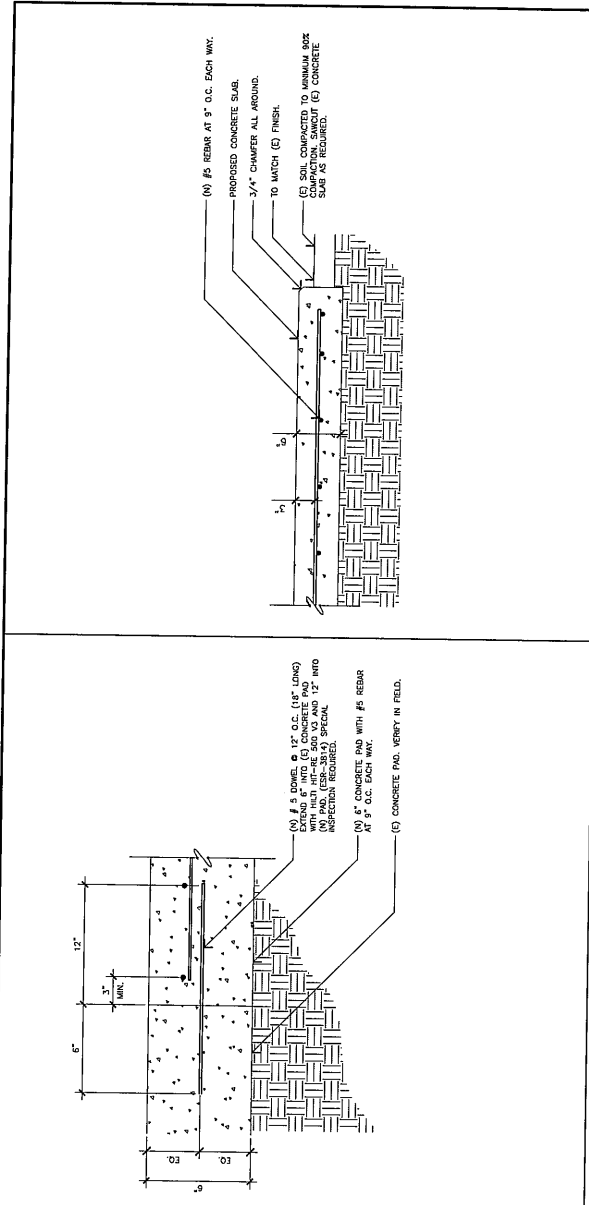 6"
12"
3"
MIN.
EQ.
EQ.
6"
(N) # 5 DOWEL @ 12" O.C. (18" LONG)
EXTEND 6" INTO (E) CONCRETE PAD
WITH HILTI HIT-RE 500 V3 AND 12" INTO
(N) PAD. (ESR-3814) SPECIAL
INSPECTION REQUIRED.
(N) 6" CONCRETE PAD WITH #5 REBAR
AT 9" O.C. EACH WAY.
(E) CONCRETE PAD. VERIFY IN FIELD.
3"
6"
(N) #5 REBAR AT 9" O.C. EACH WAY.
PROPOSED CONCRETE SLAB.
3/4" CHAMFER ALL AROUND.
TO MATCH (E) FINISH.
(E) SOIL COMPACTED TO MINIMUM 90%
COMPACTION. SAWCUT (E) CONCRETE
SLAB AS REQUIRED.